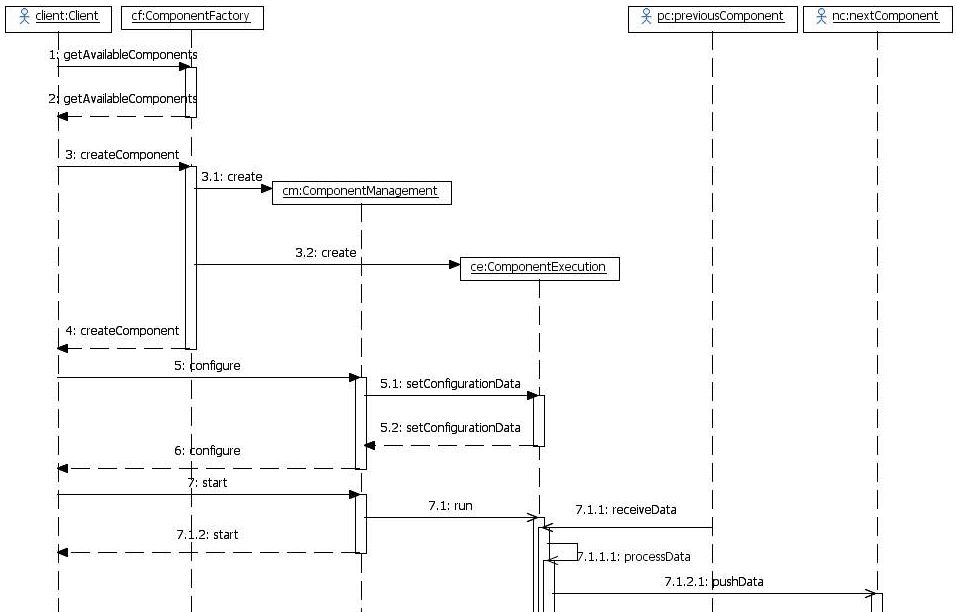 client:Client
cf:ComponentFactory
pc:previousComponent
nc:nextComponent
1: getAvailableComponents
2: getAvailableComponents
3: createComponent
3.1: create
cm:ComponentManagement
3.2: create
ce:ComponentExecution
4: createComponent
5: configure
5.1: setConfigurationData
5.2: setConfigurationData
6: configure
7: start
7.1: run
7.1.1: receiveData
7.1.2: start
7.1.1.1: processData
7.1.2.1: pushData